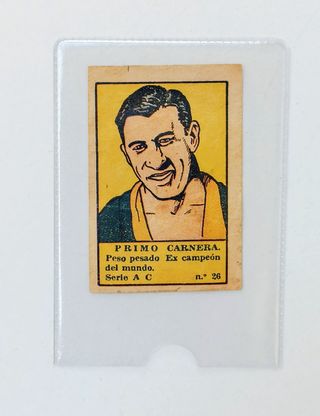 PRIMO CARNERA.
Peso pesado Ex campeón
del mundo.
Serie A C n.° 26